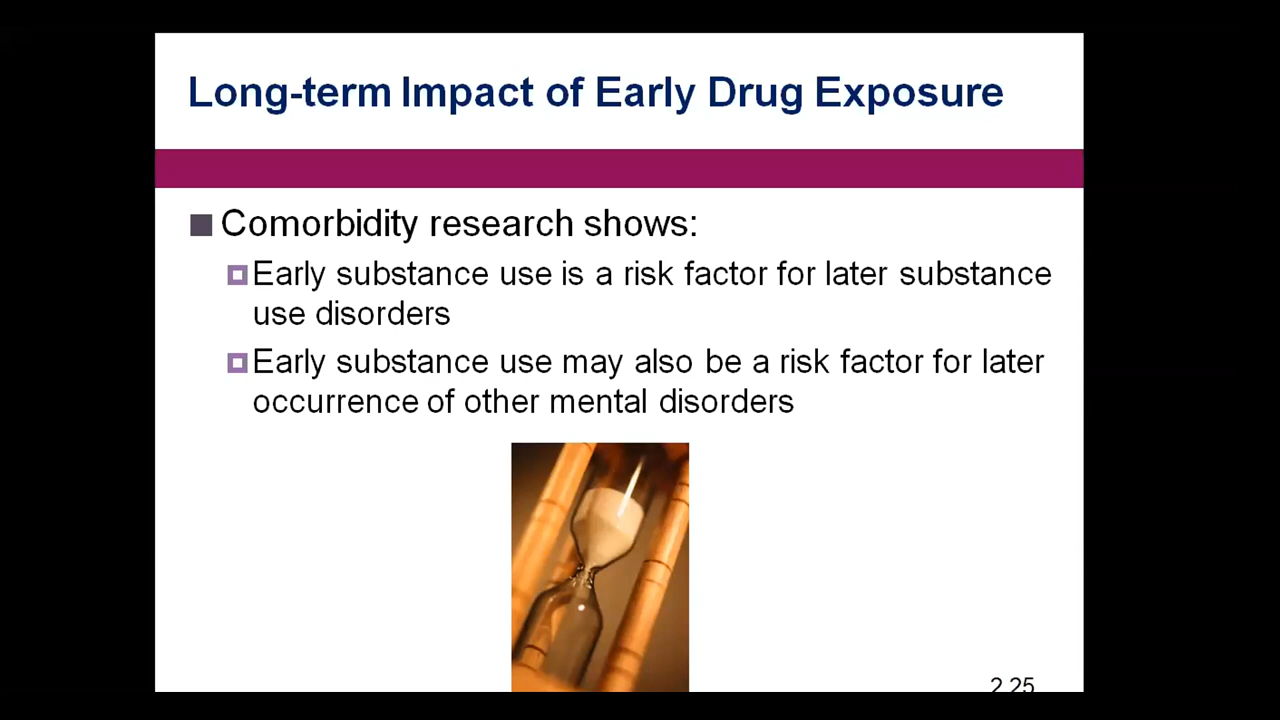 Long-term Impact of Early Drug Exposure
Comorbidity research shows:
Early substance use is a risk factor for later substance
use disorders
Early substance use may also be a risk factor for later
occurrence of other mental disorders
2.25